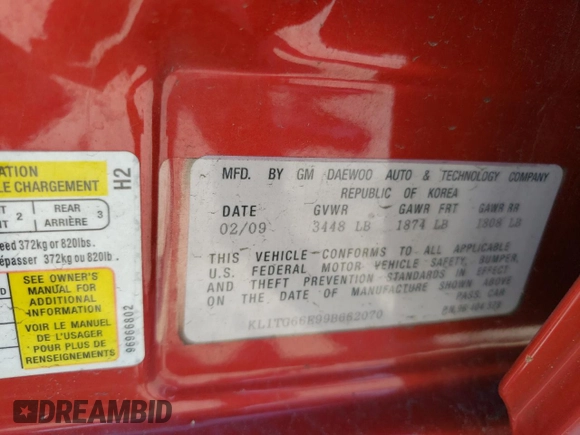 ATION
LE CHARGEMENT
H2
T 2 REAR 3
NT ARRIÈRE
eed 372kg or 820lbs.
épasser 372kg ou 820lb.
SEE OWNER'S
MANUAL FOR
ADDITIONAL
INFORMATION
VOIR LE MANUEL
DE L'USAGER
POUR PLUS DE
RENSEIGNEMENTS
96966802
MFD. BY GM DAEWOO AUTO & TECHNOLOGY COMPANY
REPUBLIC OF KOREA
DATE GVWR GAWR FRT GAWR RR
02/09 3448 LB 1874 LB 1808 LB
THIS VEHICLE CONFORMS TO ALL APPLICABLE
U.S. FEDERAL MOTOR VEHICLE SAFETY, BUMPER,
AND THEFT PREVENTION STANDARDS IN EFFECT
ON THE DATE OF MANUFACTURE SHOWN ABOVE
PASS. CAR
DREAMBID